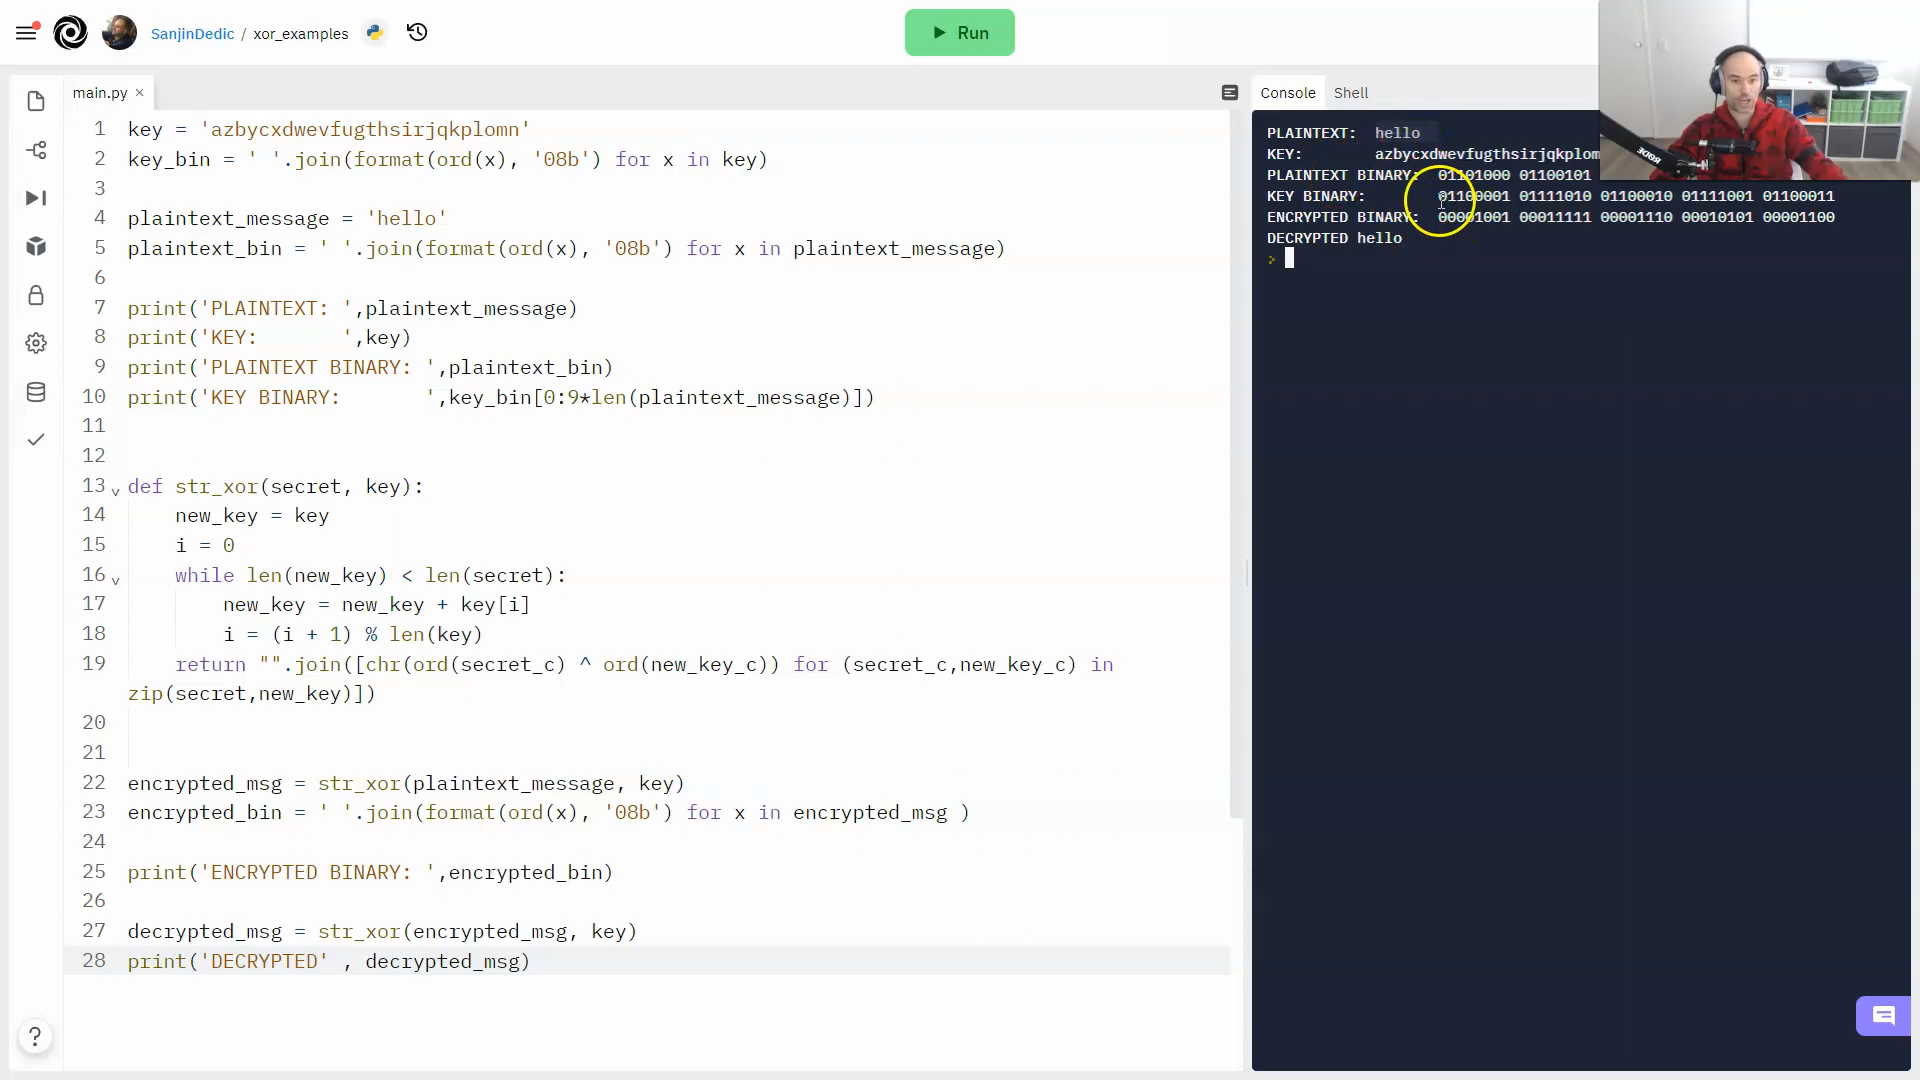 SanjinDedic / xor_examples
Run
main.py ×
1 key = 'azbycxdwevfugthsirjqkplomn'
2 key_bin = ' '.join(format(ord(x), '08b') for x in key)
3
4 plaintext_message = 'hello'
5 plaintext_bin = ' '.join(format(ord(x), '08b') for x in plaintext_message)
6
7 print('PLAINTEXT: ',plaintext_message)
8 print('KEY:       ',key)
9 print('PLAINTEXT BINARY: ',plaintext_bin)
10 print('KEY BINARY:       ',key_bin[0:9*len(plaintext_message)])
11
12
13 def str_xor(secret, key):
14     new_key = key
15     i = 0
16     while len(new_key) < len(secret):
17         new_key = new_key + key[i]
18         i = (i + 1) % len(key)
19     return "".join([chr(ord(secret_c) ^ ord(new_key_c)) for (secret_c,new_key_c) in
zip(secret,new_key)])
20
21
22 encrypted_msg = str_xor(plaintext_message, key)
23 encrypted_bin = ' '.join(format(ord(x), '08b') for x in encrypted_msg )
24
25 print('ENCRYPTED BINARY: ',encrypted_bin)
26
27 decrypted_msg = str_xor(encrypted_msg, key)
28 print('DECRYPTED' , decrypted_msg)
?
Console Shell
PLAINTEXT:  hello
KEY:        azbycxdwevfugthsirjqkplom
PLAINTEXT BINARY:  01101000 01100101
KEY BINARY:        01100001 01111010 01100010 01111001 01100011
ENCRYPTED BINARY:  00001001 00011111 00001110 00010101 00001100
DECRYPTED hello
>
RØDE